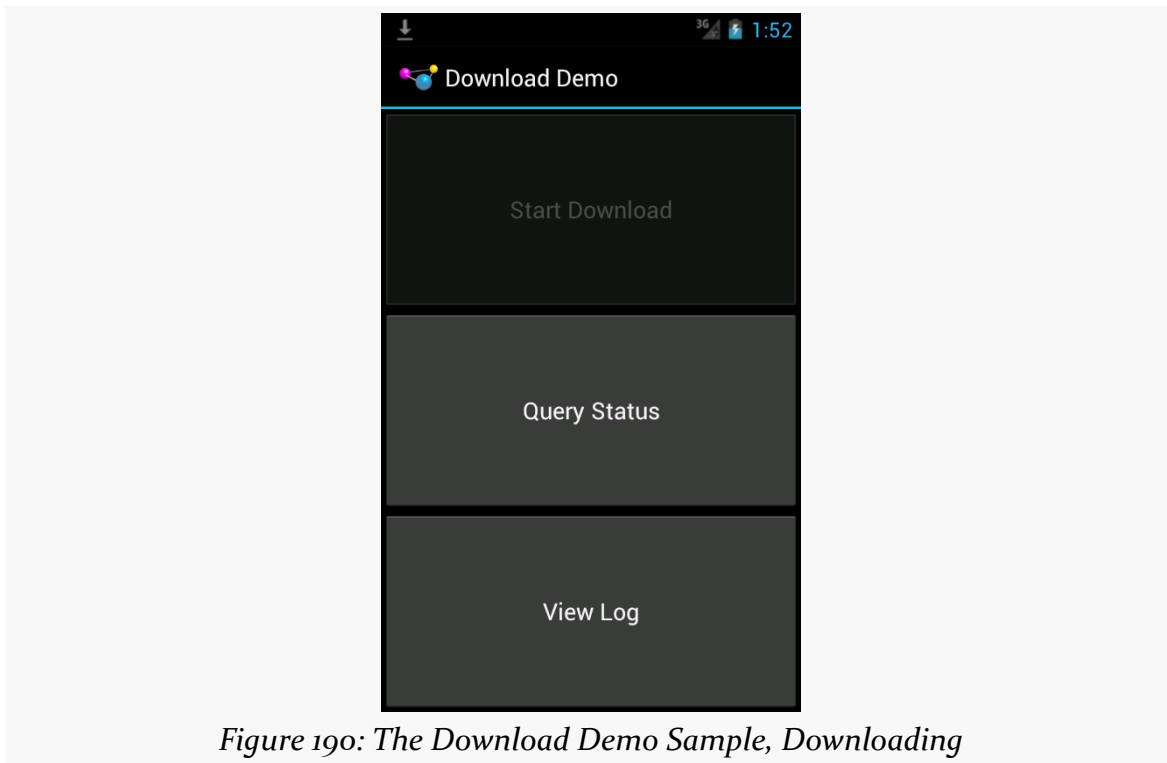 3G 1:52
Download Demo
Start Download
Query Status
View Log
Figure 190: The Download Demo Sample, Downloading